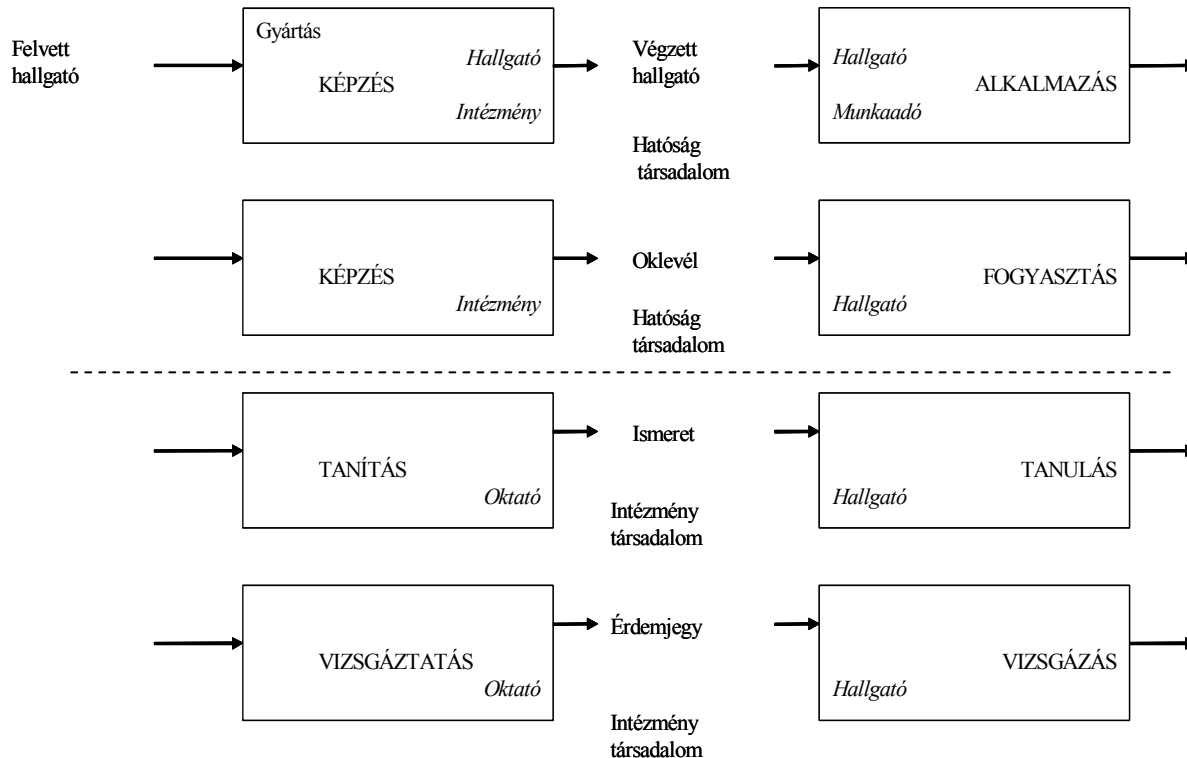 Felvett
hallgató
Gyártás
KÉPZÉS
Hallgató
Intézmény
Végzett
hallgató
Hatóság
társadalom
Hallgató
ALKALMAZÁS
Munkaadó
KÉPZÉS
Intézmény
Oklevél
Hatóság
társadalom
FOGYASZTÁS
Hallgató
TANÍTÁS
Oktató
Ismeret
Intézmény
társadalom
TANULÁS
Hallgató
VIZSGÁZTATÁS
Oktató
Érdemjegy
Intézmény
társadalom
VIZSGÁZÁS
Hallgató